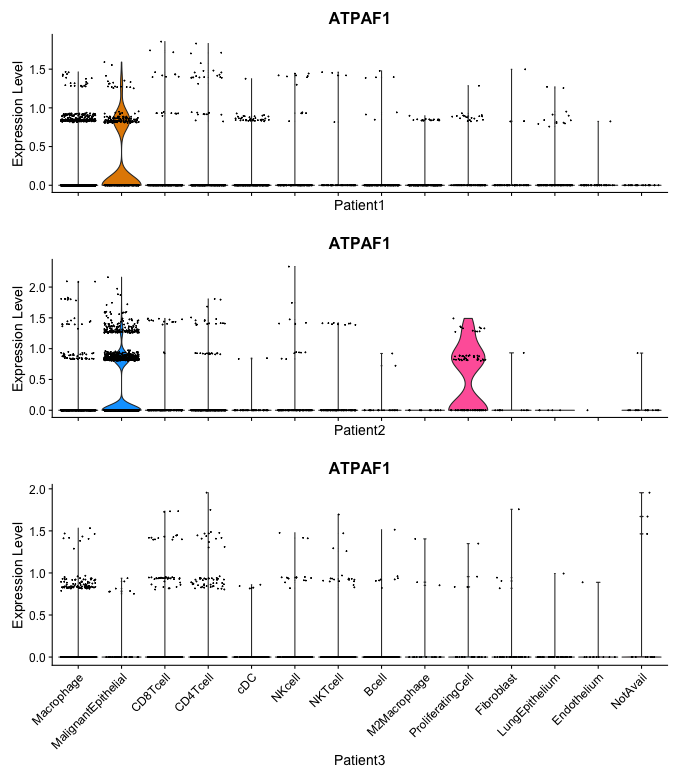 ATPAF1
Expression Level
1.5
1.0
0.5
0.0
Patient1
ATPAF1
Expression Level
2.0
1.5
1.0
0.5
0.0
Patient2
ATPAF1
Expression Level
2.0
1.5
1.0
0.5
0.0
Macrophage
MalignantEpithelial
CD8Tcell
CD4Tcell
cDC
NKcell
NKTcell
Bcell
M2Macrophage
ProliferatingCell
Fibroblast
LungEpithelium
Endothelium
NotAvail
Patient3